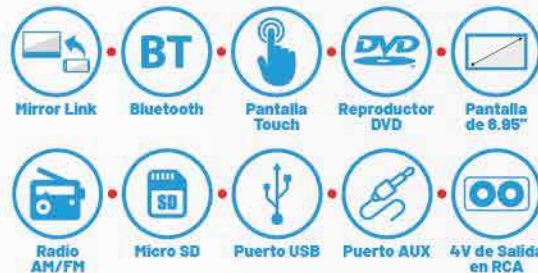 BT
DVD
Mirror Link
Bluetooth
Pantalla
Touch
Reproductor
DVD
Pantalla
de 6.95"
SD
Radio
AM/FM
Micro SD
Puerto USB
Puerto AUX
4V de Salida
en RCA